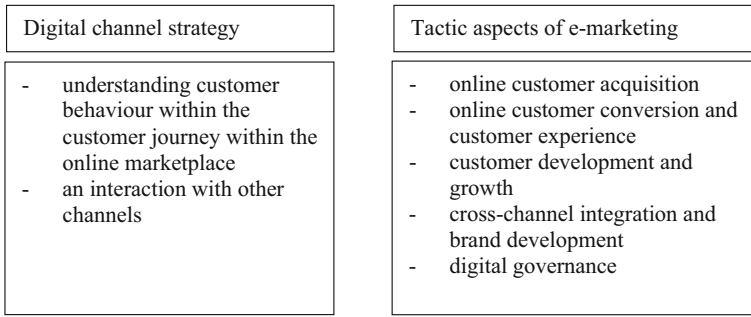 Digital channel strategy
- understanding customer
behaviour within the
customer journey within the
online marketplace
- an interaction with other
channels
Tactic aspects of e-marketing
- online customer acquisition
- online customer conversion and
customer experience
- customer development and
growth
- cross-channel integration and
brand development
- digital governance